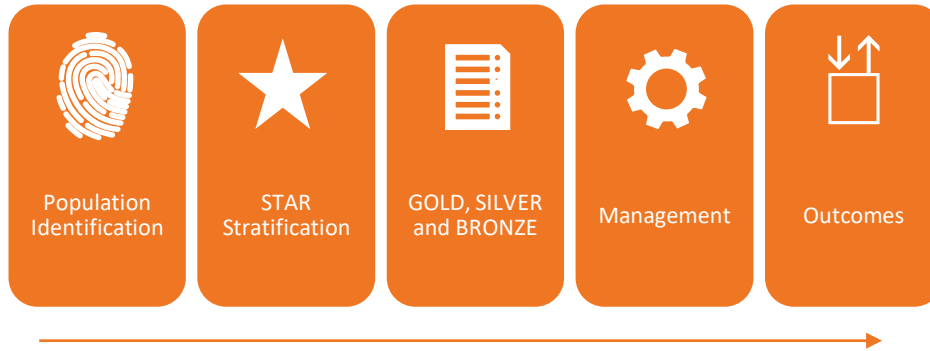 Population
Identification
STAR
Stratification
GOLD, SILVER
and BRONZE
Management
Outcomes